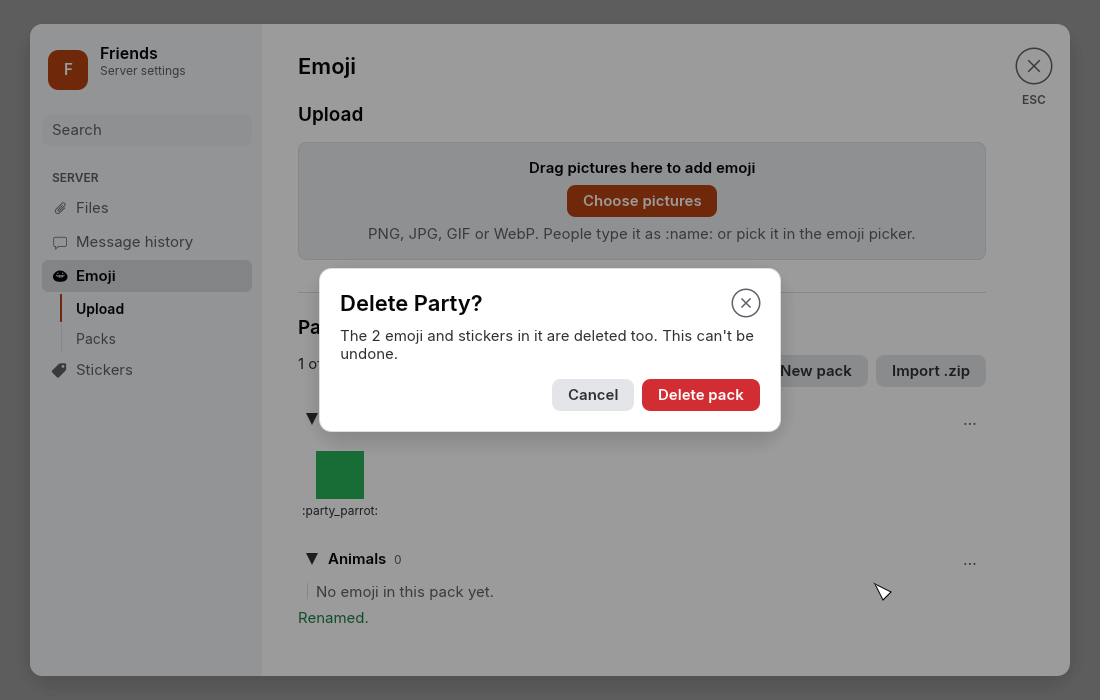 F
Friends
Server settings
Search
SERVER
Files
Message history
Emoji
Upload
Packs
Stickers
Emoji
ESC
Upload
Drag pictures here to add emoji
Choose pictures
PNG, JPG, GIF or WebP. People type it as :name: or pick it in the emoji picker.
Delete Party?
The 2 emoji and stickers in it are deleted too. This can't be
undone.
Cancel
Delete pack
1
New pack
Import .zip
...
:party_parrot:
Animals 0
...
No emoji in this pack yet.
Renamed.